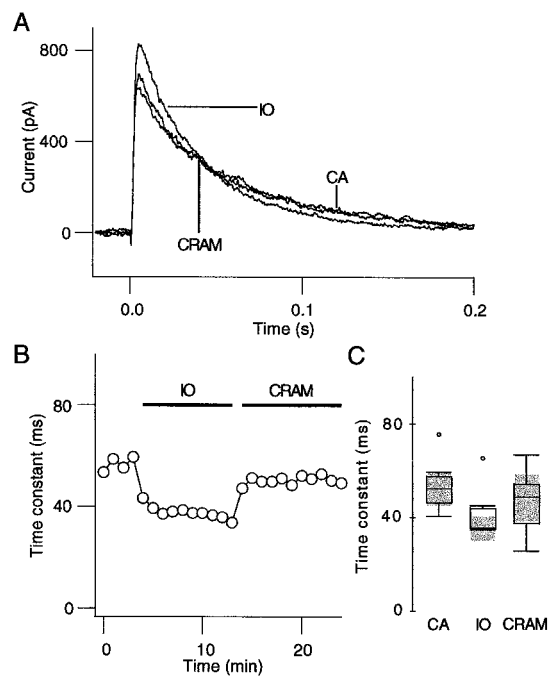 A
800
400
0
Current (pA)
IO
CA
CRAM
0.0
0.1
0.2
Time (s)
B
IO
CRAM
80
40
0
Time constant (ms)
0
10
20
Time (min)
C
80
40
0
Time constant (ms)
CA
IO
CRAM